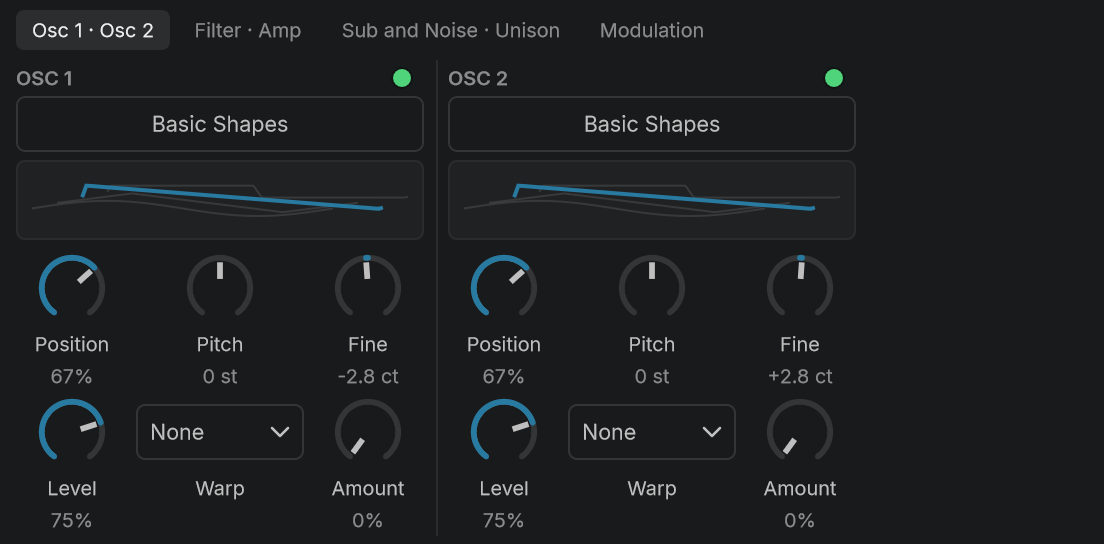 Osc 1 · Osc 2 Filter · Amp Sub and Noise · Unison Modulation
OSC 1
Basic Shapes
Position Pitch Fine
67% 0 st -2.8 ct
None
Level Warp Amount
75% 0%
OSC 2
Basic Shapes
Position Pitch Fine
67% 0 st +2.8 ct
None
Level Warp Amount
75% 0%